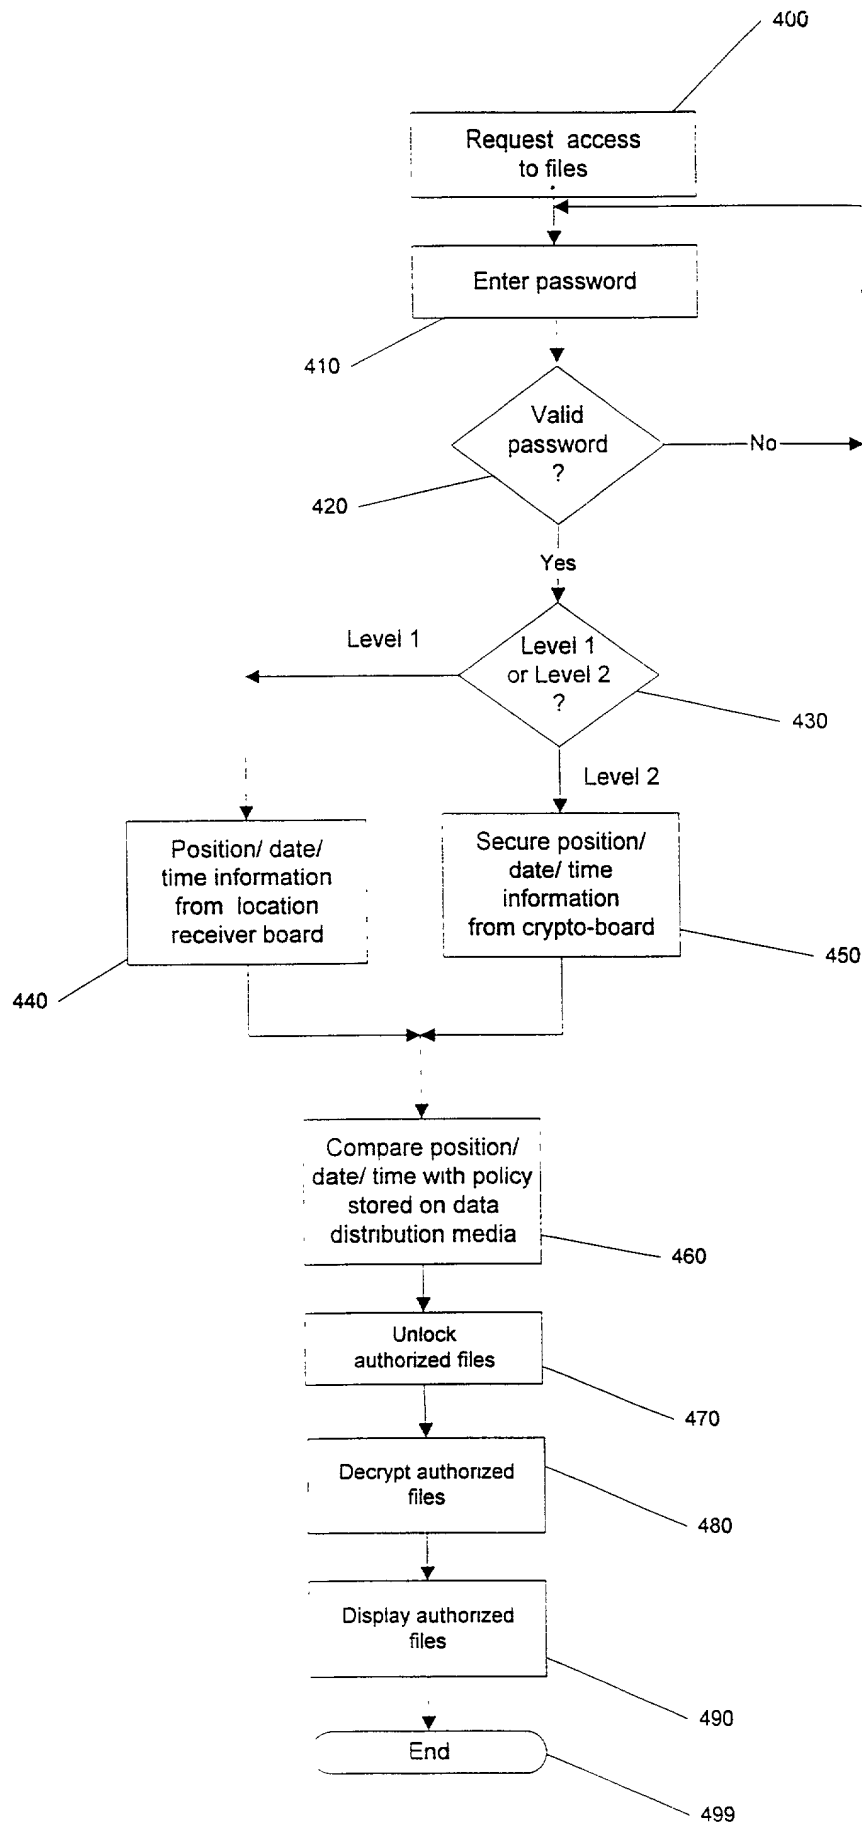 400
Request access
to files
Enter password
410
Valid
password
?
No
420
Yes
Level 1
Level 1
or Level 2
?
430
Level 2
Position/ date/
time information
from location
receiver board
Secure position/
date/ time
information
from crypto-board
450
440
Compare position/
date/ time with policy
stored on data
distribution media
460
Unlock
authorized files
470
Decrypt authorized
files
480
Display authorized
files
490
End
499